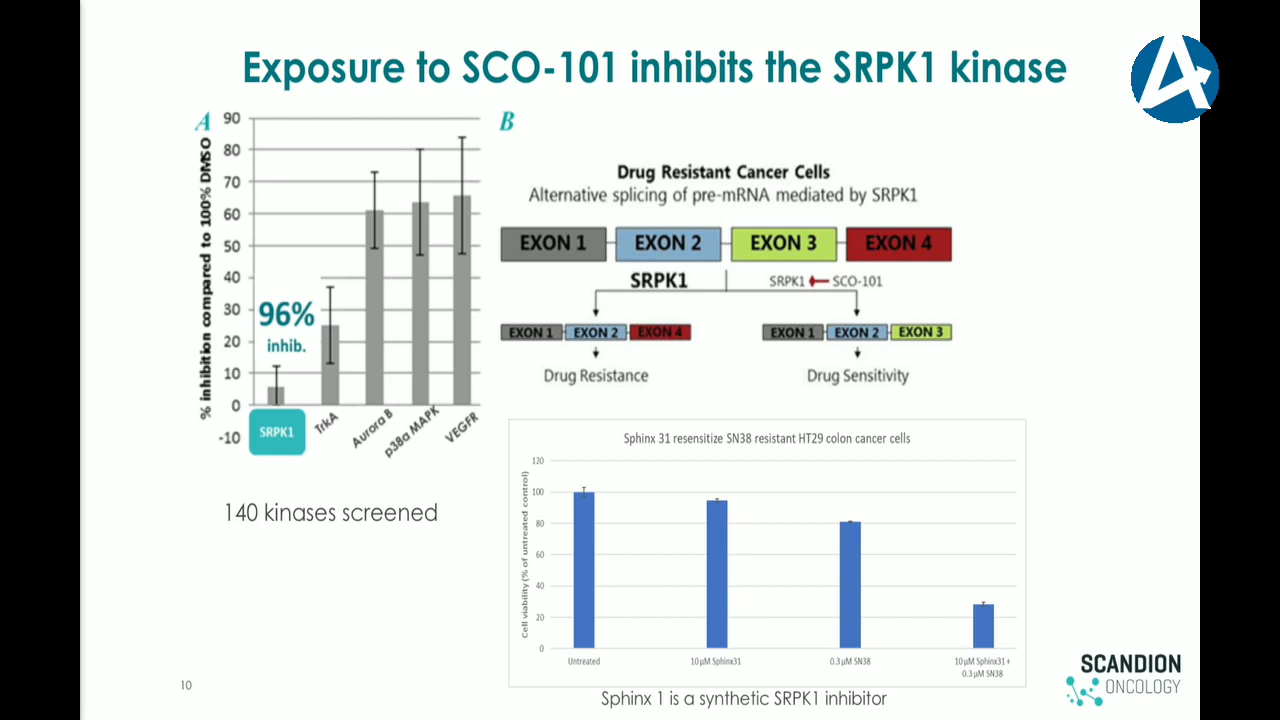 Exposure to SCO-101 inhibits the SRPK1 kinase
A
% inhibition compared to 100% DMSO
90
80
70
60
50
40
30
20
10
0
-10
96%
inhib.
SRPK1
TrkA
Aurora B
p38α MAPK
VEGFR
140 kinases screened
B
Drug Resistant Cancer Cells
Alternative splicing of pre-mRNA mediated by SRPK1
EXON 1 EXON 2 EXON 3 EXON 4
SRPK1
SRPK1 SCO-101
EXON 1 EXON 2 EXON 4
EXON 1 EXON 2 EXON 3
Drug Resistance
Drug Sensitivity
Sphinx 31 resensitize SN38 resistant HT29 colon cancer cells
Cell viability (% of untreated control)
120
100
80
60
40
20
0
Untreated
10 µM Sphinx31
0.3 µM SN38
10 µM Sphinx31 +
0.3 µM SN38
Sphinx 1 is a synthetic SRPK1 inhibitor
10
SCANDION
ONCOLOGY